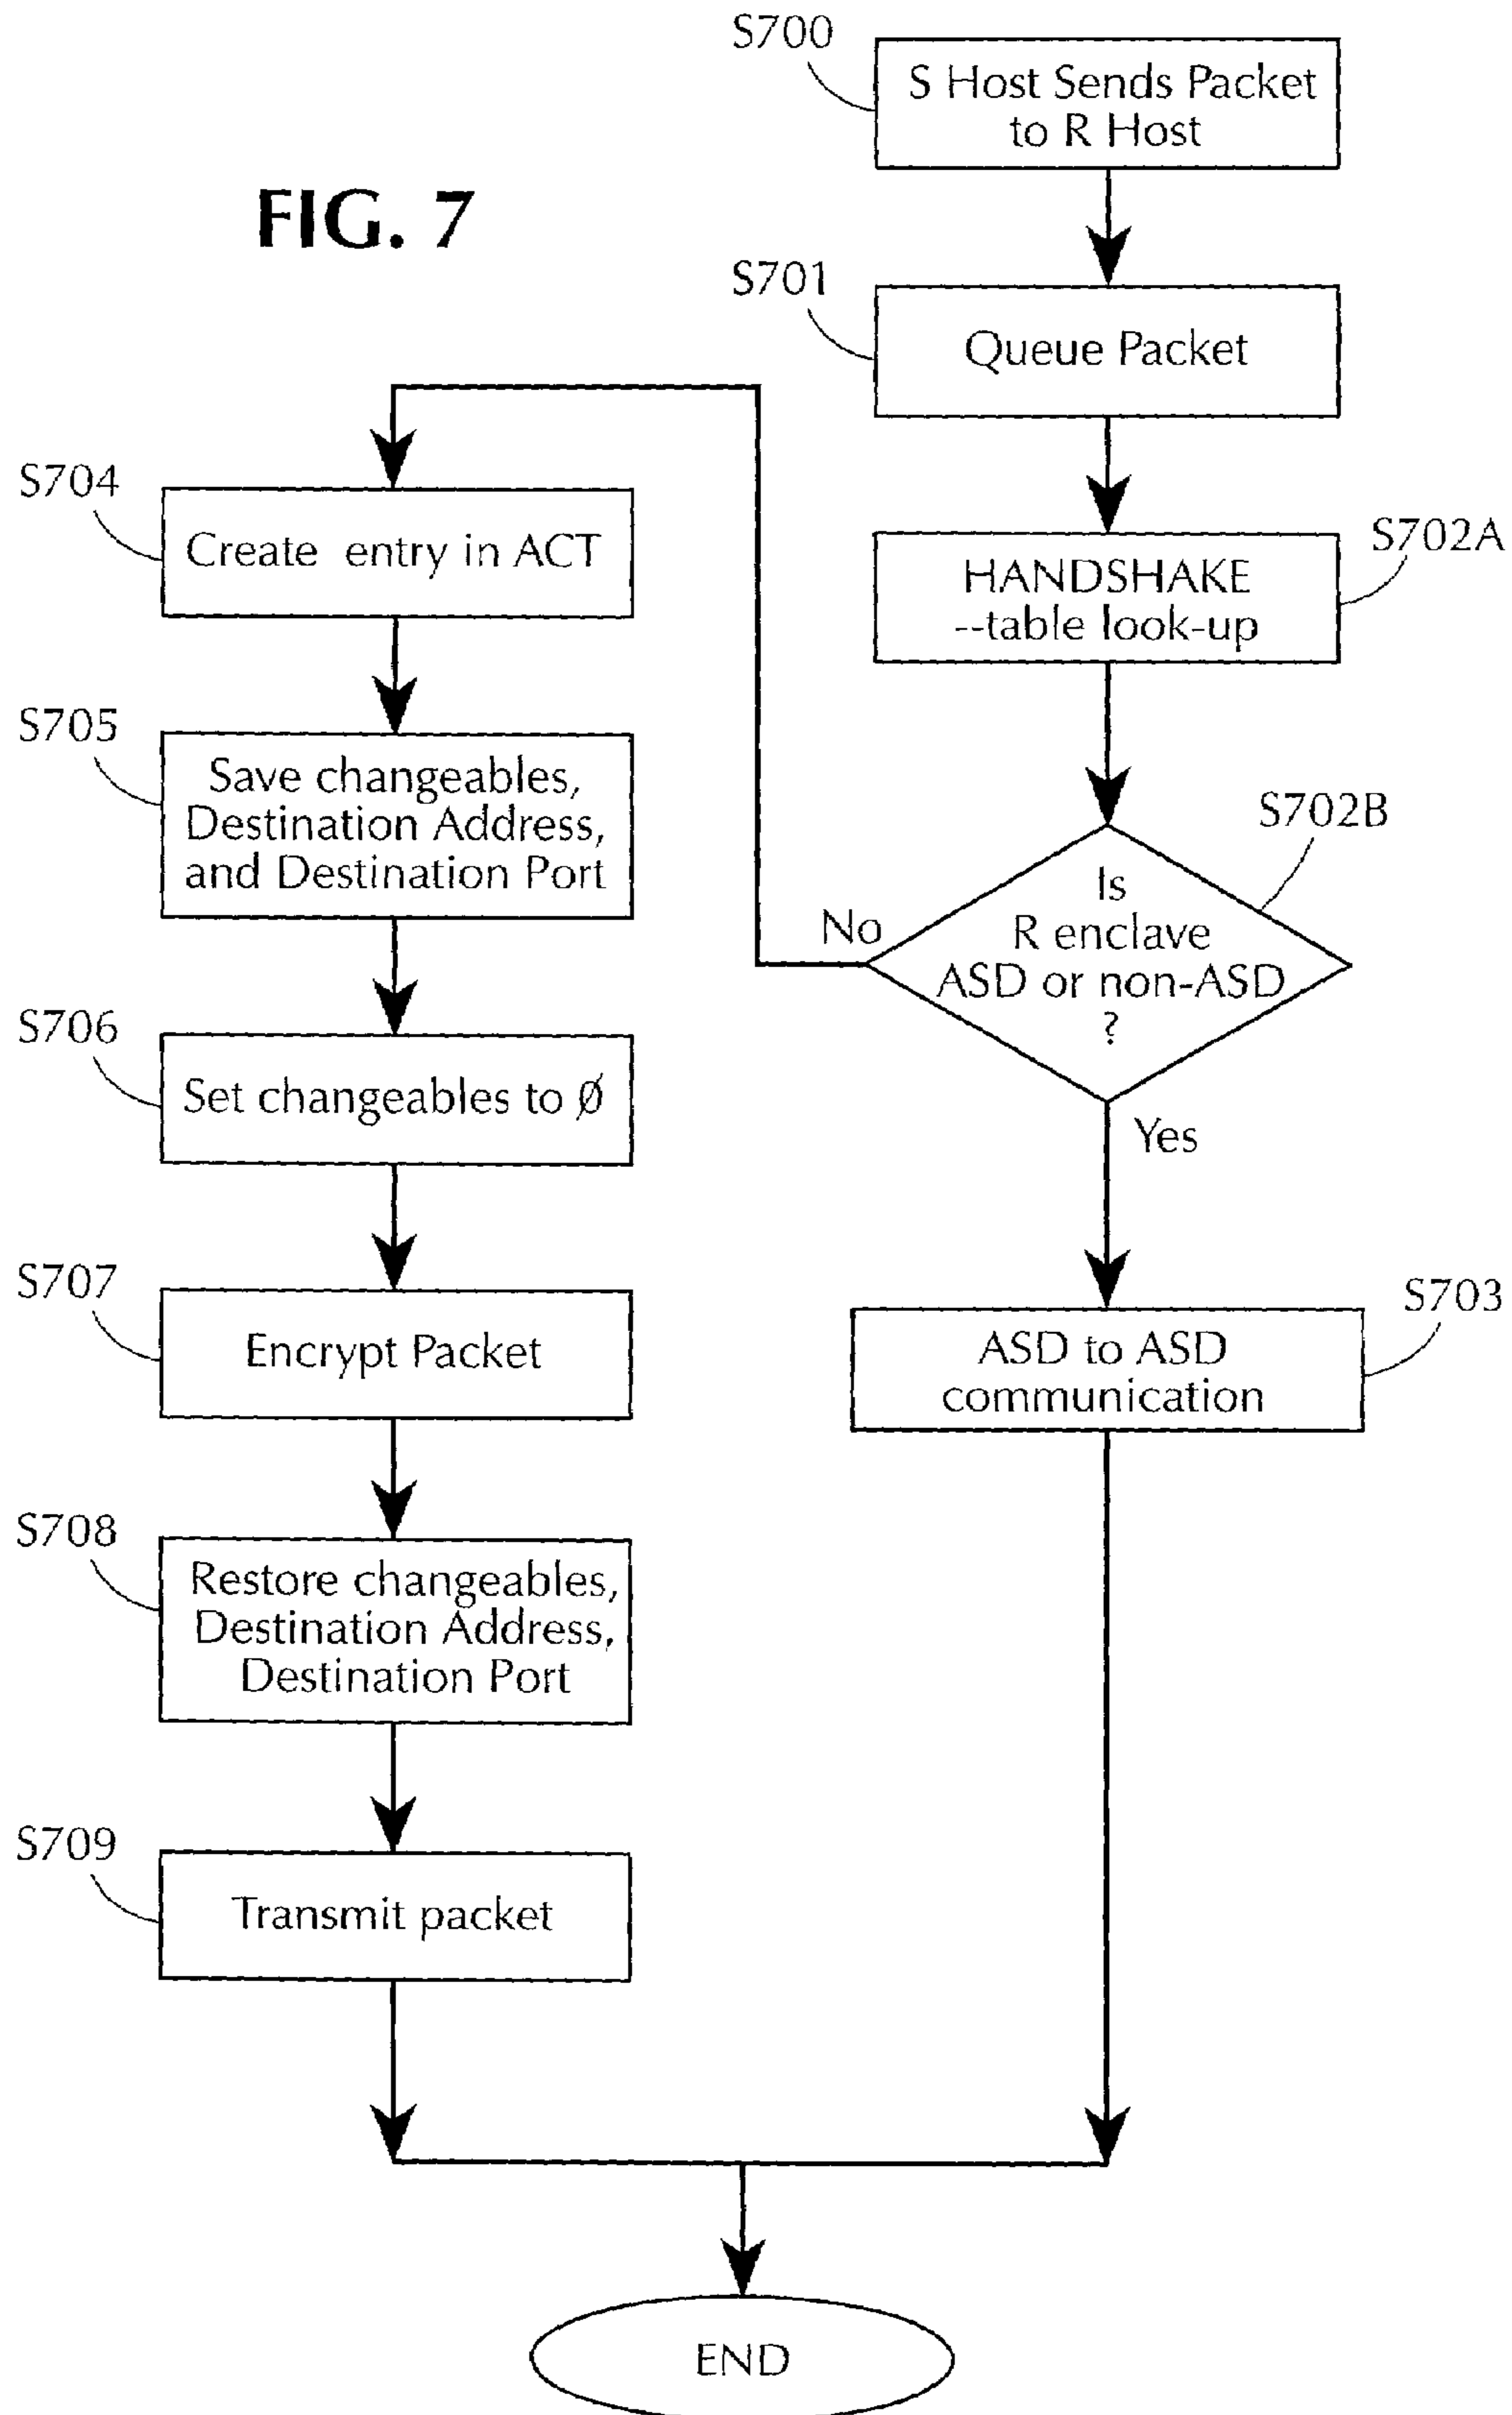 FIG. 7
S700
S Host Sends Packet
to R Host
S701
Queue Packet
S702A
HANDSHAKE
--table look-up
S702B
Is
R enclave
ASD or non-ASD
?
No
Yes
S703
ASD to ASD
communication
S704
Create entry in ACT
S705
Save changeables,
Destination Address,
and Destination Port
S706
Set changeables to Ø
S707
Encrypt Packet
S708
Restore changeables,
Destination Address,
Destination Port
S709
Transmit packet
END